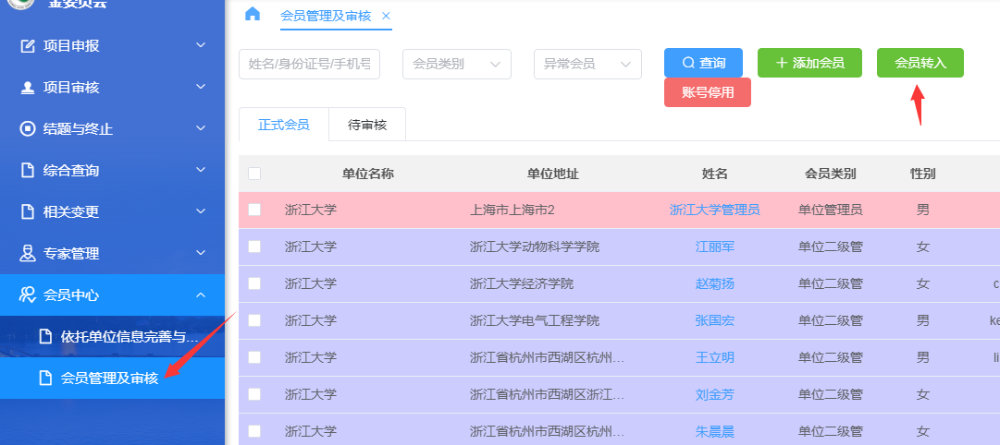 金委员会
项目申报
项目审核
结题与终止
综合查询
相关变更
专家管理
会员中心
依托单位信息完善与...
会员管理及审核
会员管理及审核 ×
姓名/身份证号/手机号
会员类别
异常会员
查询
添加会员
会员转入
账号停用
正式会员
待审核
单位名称 单位地址 姓名 会员类别 性别
浙江大学 上海市上海市2 浙江大学管理员 单位管理员 男
浙江大学 浙江大学动物科学学院 江丽军 单位二级管 女
浙江大学 浙江大学经济学院 赵菊扬 单位二级管 女 c
浙江大学 浙江大学电气工程学院 张国宏 单位二级管 男 ke
浙江大学 浙江省杭州市西湖区杭州... 王立明 单位二级管 男 li
浙江大学 浙江省杭州市西湖区浙江... 刘金芳 单位二级管 女
浙江大学 浙江省杭州市西湖区杭州... 朱晨晨 单位二级管 女